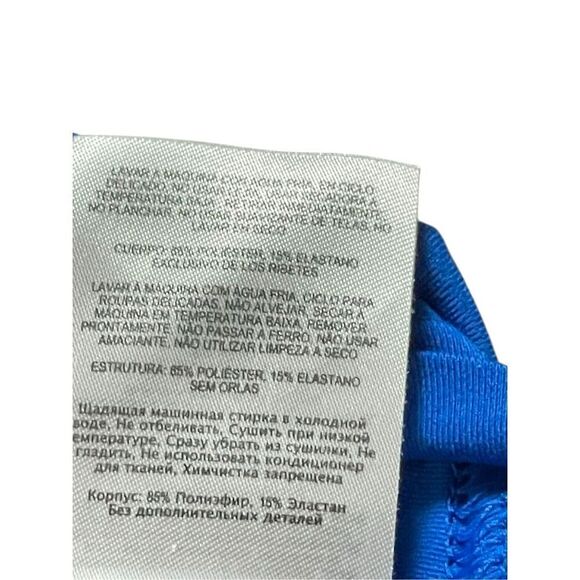 LAVAR A MÁQUINA CON AGUA FRÍA, EN CICLO
DELICADO. NO USAR SECADORA A
TEMPERATURA BAJA. RETIRAR INMEDIATAMENTE.
NO PLANCHAR. NO USAR SUAVIZANTE DE TELAS. NO
LAVAR EN SECO
CUERPO: 85% POLIÉSTER, 15% ELASTANO
EXCLUSIVO DE LOS RIBETES
LAVAR À MÁQUINA COM ÁGUA FRIA, CICLO PARA
ROUPAS DELICADAS, NÃO ALVEJAR, SECAR À
MÁQUINA EM TEMPERATURA BAIXA, REMOVER
PRONTAMENTE, NÃO PASSAR A FERRO, NÃO USAR
AMACIANTE, NÃO UTILIZAR LIMPEZA A SECO
ESTRUTURA: 85% POLIÉSTER, 15% ELASTANO
SEM ORLAS
Щадящая машинная стирка в холодной
воде. Не отбеливать. Сушить при низкой
температуре, Сразу убрать из сушилки, Не
гладить, Не использовать кондиционер
для тканей, Химчистка запрещена
Корпус: 85% Полиэфир, 15% Эластан
Без дополнительных деталей